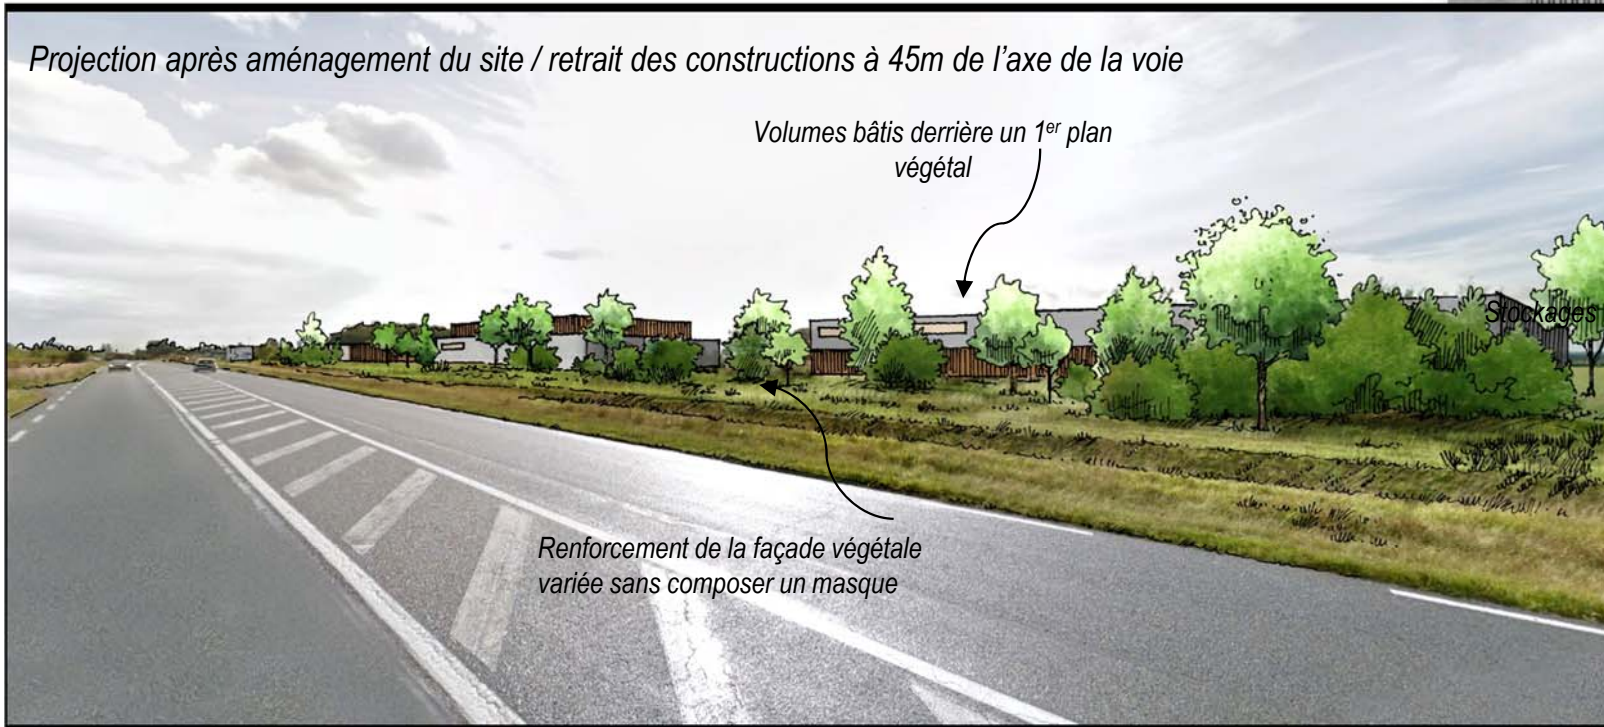 Projection après aménagement du site / retrait des constructions à 45m de l’axe de la voie
Volumes bâtis derrière un 1er plan
végétal
Stockages
Renforcement de la façade végétale
variée sans composer un masque